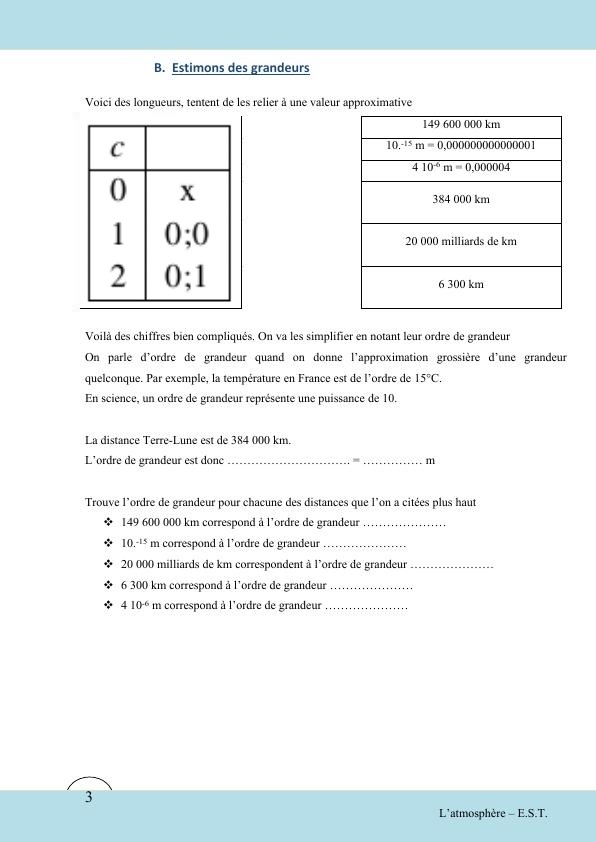 B. Estimons des grandeurs
Voici des longueurs, tentent de les relier à une valeur approximative
c
0 x
1 0;0
2 0;1
149 600 000 km
10.-15 m = 0,000000000000001
4 10-6 m = 0,000004
384 000 km
20 000 milliards de km
6 300 km
Voilà des chiffres bien compliqués. On va les simplifier en notant leur ordre de grandeur
On parle d’ordre de grandeur quand on donne l’approximation grossière d’une grandeur
quelconque. Par exemple, la température en France est de l’ordre de 15°C.
En science, un ordre de grandeur représente une puissance de 10.
La distance Terre-Lune est de 384 000 km.
L’ordre de grandeur est donc …………………………. = …………… m
Trouve l’ordre de grandeur pour chacune des distances que l’on a citées plus haut
❖ 149 600 000 km correspond à l’ordre de grandeur …………………
❖ 10.-15 m correspond à l’ordre de grandeur …………………
❖ 20 000 milliards de km correspondent à l’ordre de grandeur …………………
❖ 6 300 km correspond à l’ordre de grandeur …………………
❖ 4 10-6 m correspond à l’ordre de grandeur …………………
3
L’atmosphère – E.S.T.